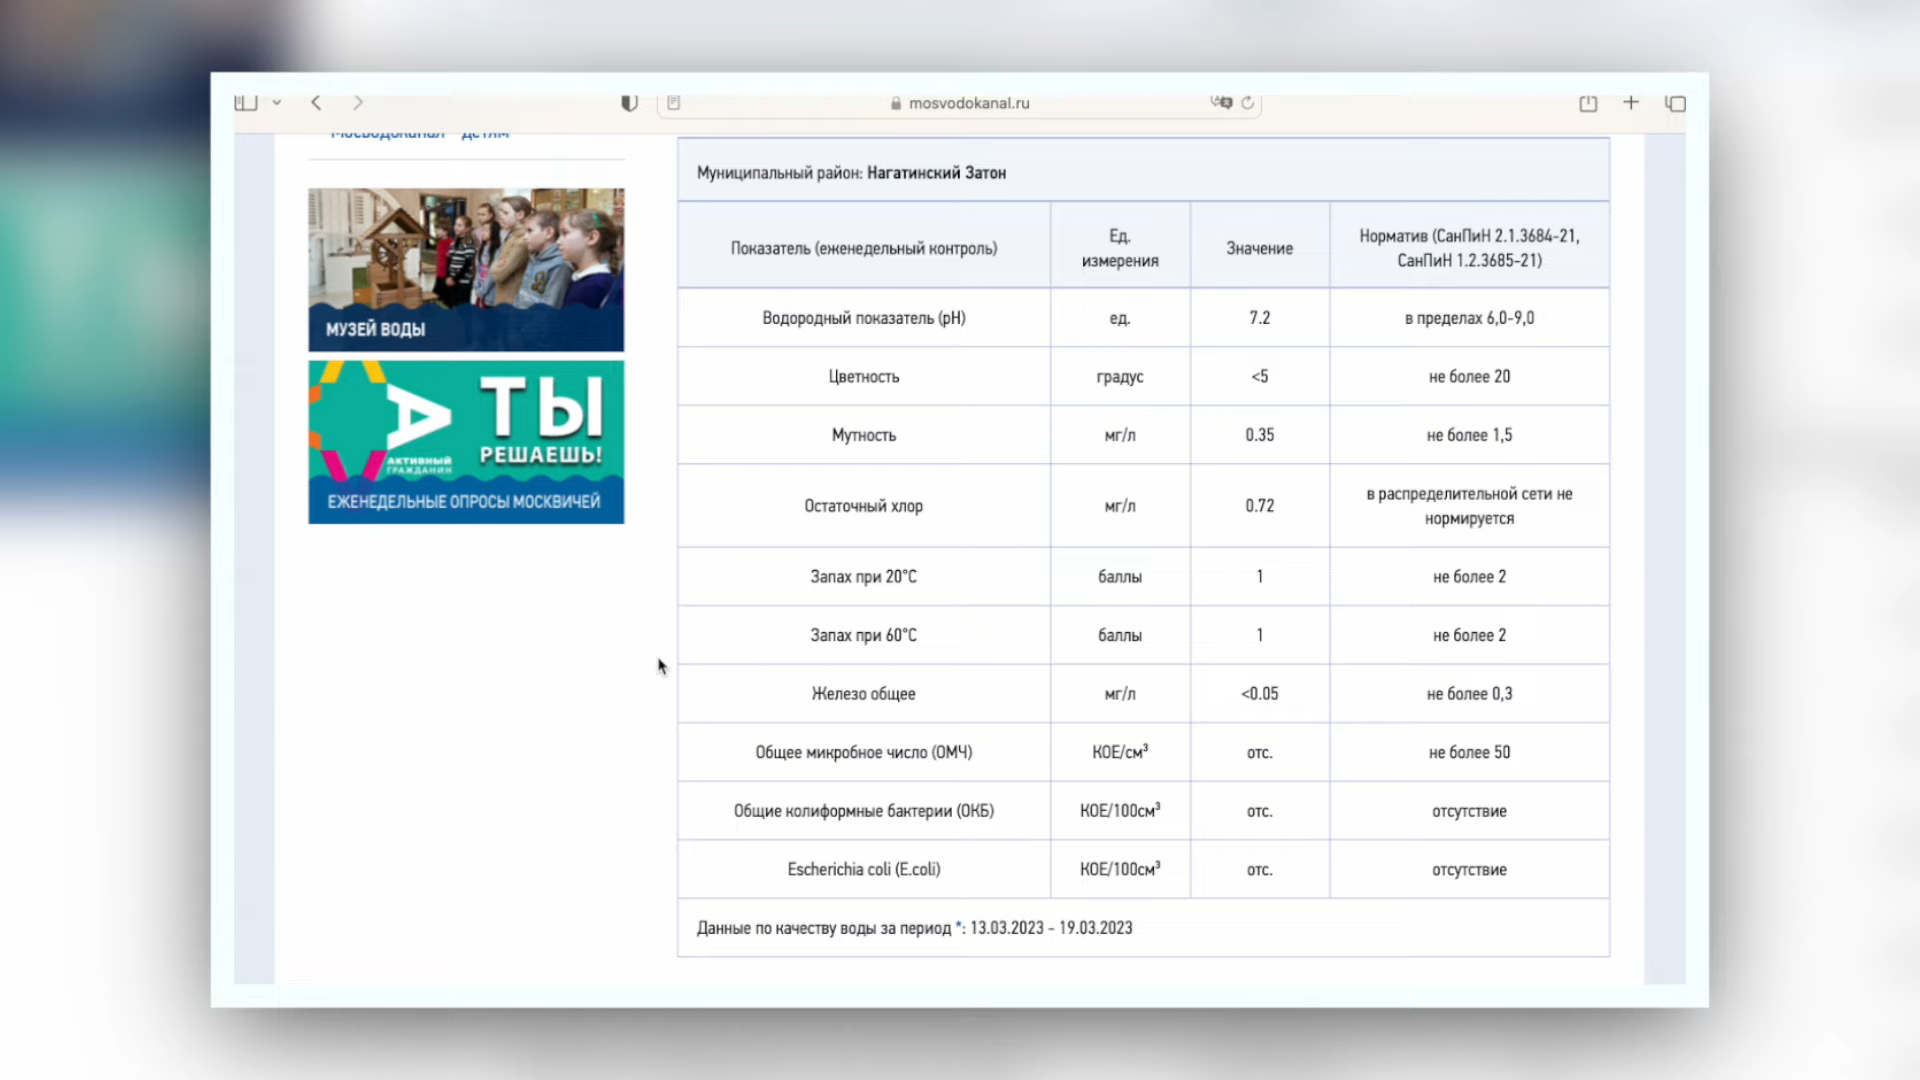 mosvodokanal.ru
Мосводоканал – детям
МУЗЕЙ ВОДЫ
АКТИВНЫЙ
ГРАЖДАНИН
ТЫ
РЕШАЕШЬ!
ЕЖЕНЕДЕЛЬНЫЕ ОПРОСЫ МОСКВИЧЕЙ
Муниципальный район: Нагатинский Затон
Показатель (еженедельный контроль)
Ед.
измерения
Значение
Норматив (СанПиН 2.1.3684-21,
СанПиН 1.2.3685-21)
Водородный показатель (pH) ед. 7.2 в пределах 6,0-9,0
Цветность градус <5 не более 20
Мутность мг/л 0.35 не более 1,5
Остаточный хлор мг/л 0.72 в распределительной сети не
нормируется
Запах при 20°С баллы 1 не более 2
Запах при 60°С баллы 1 не более 2
Железо общее мг/л <0.05 не более 0,3
Общее микробное число (ОМЧ) КОЕ/см³ отс. не более 50
Общие колиформные бактерии (ОКБ) КОЕ/100см³ отс. отсутствие
Escherichia coli (E.coli) КОЕ/100см³ отс. отсутствие
Данные по качеству воды за период *: 13.03.2023 - 19.03.2023